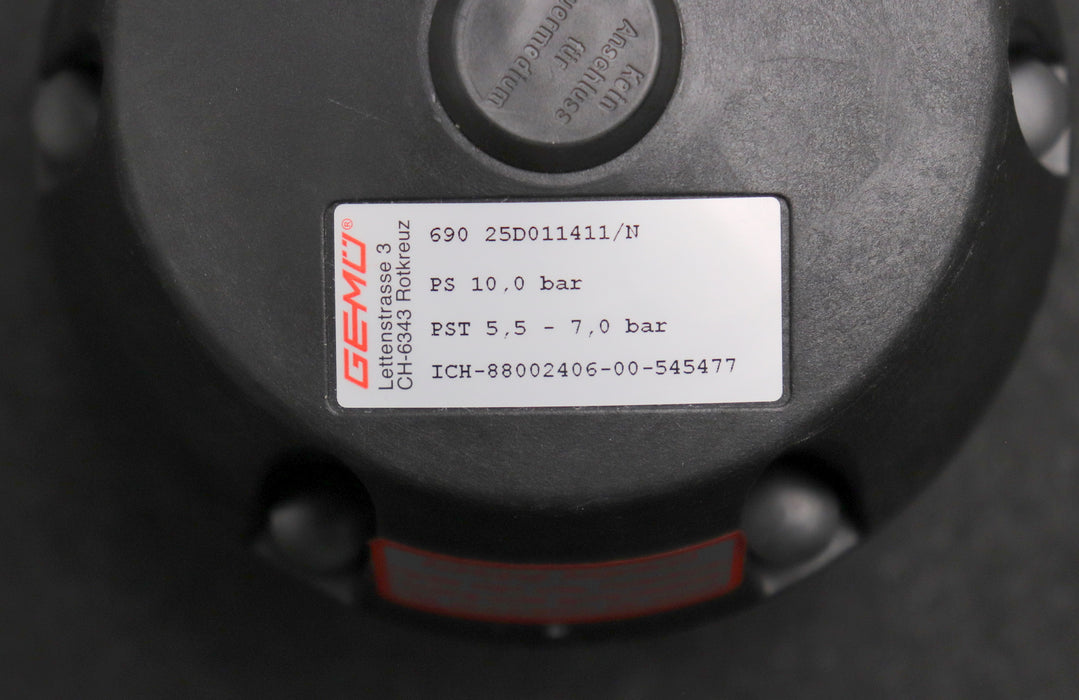 Kein
Anschluss
für
GEMÜ®
Lettenstrasse 3
CH-6343 Rotkreuz
690 25D011411/N
PS 10,0 bar
PST 5,5 - 7,0 bar
ICH-88002406-00-545477